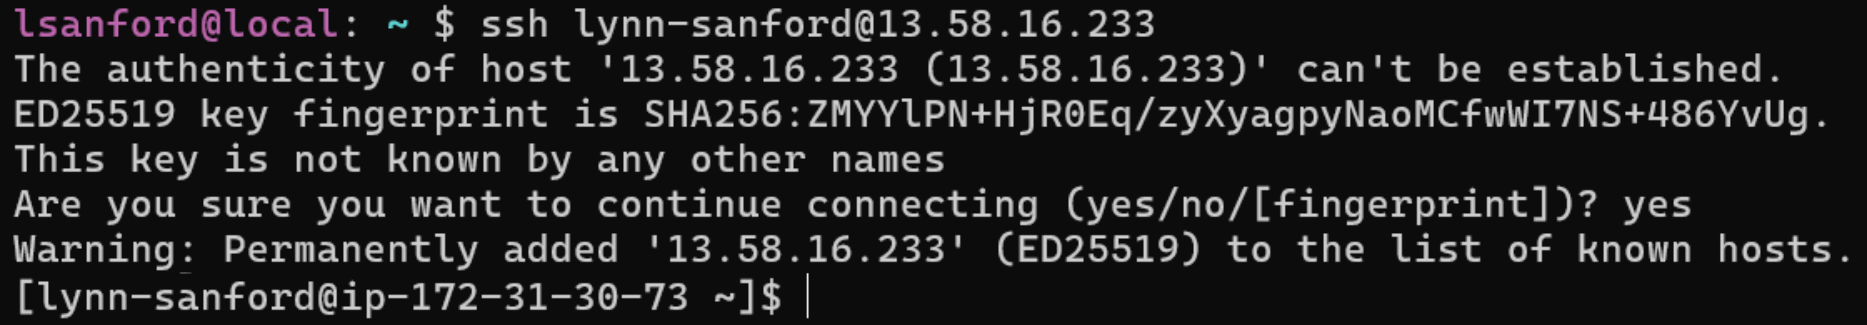 lsanford@local: ~ $ ssh lynn-sanford@13.58.16.233
The authenticity of host '13.58.16.233 (13.58.16.233)' can't be established.
ED25519 key fingerprint is SHA256:ZMYYlPN+HjR0Eq/zyXyagpyNaoMCfwWI7NS+486YvUg.
This key is not known by any other names
Are you sure you want to continue connecting (yes/no/[fingerprint])? yes
Warning: Permanently added '13.58.16.233' (ED25519) to the list of known hosts.
[lynn-sanford@ip-172-31-30-73 ~]$